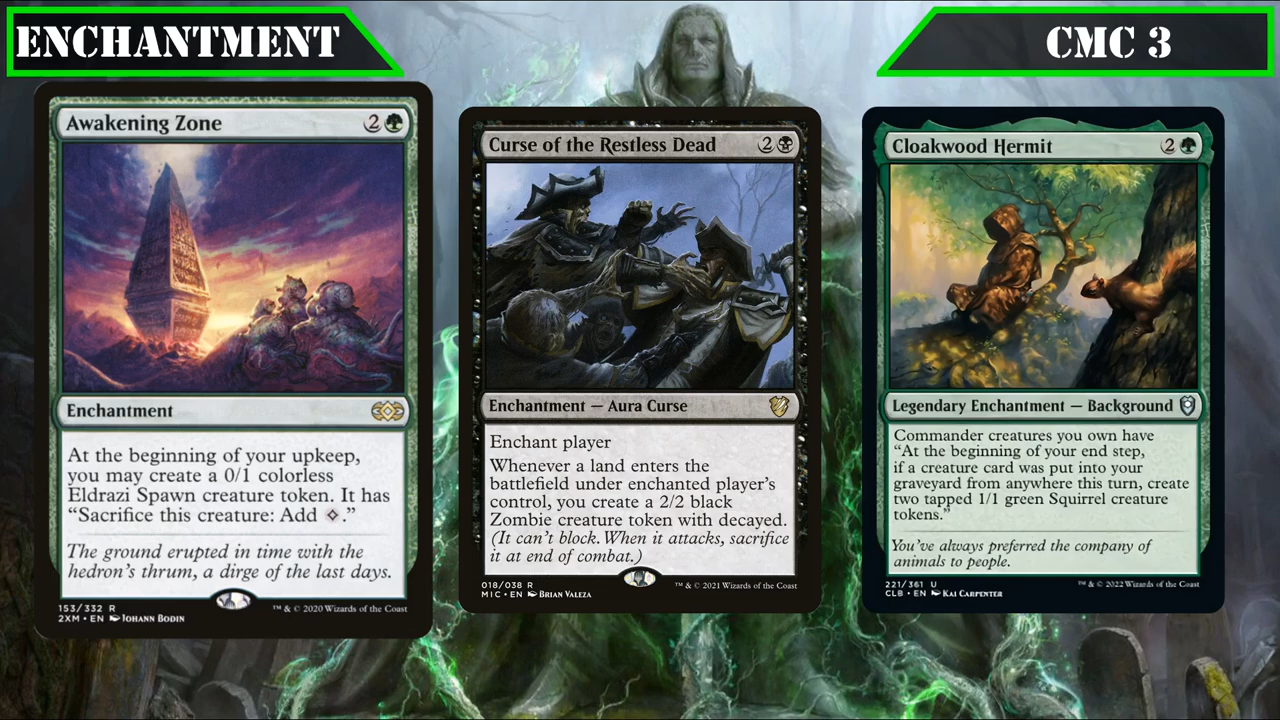 ENCHANTMENT
CMC 3
Awakening Zone 2
Enchantment
At the beginning of your upkeep,
you may create a 0/1 colorless
Eldrazi Spawn creature token. It has
“Sacrifice this creature: Add .”
The ground erupted in time with the
hedron’s thrum, a dirge of the last days.
153/332 R
2XM • EN Johann Bodin
™ & © 2020 Wizards of the Coast
Curse of the Restless Dead 2
Enchantment — Aura Curse
Enchant player
Whenever a land enters the
battlefield under enchanted player’s
control, you create a 2/2 black
Zombie creature token with decayed.
(It can’t block. When it attacks, sacrifice
it at end of combat.)
018/038 R
MIC • EN Brian Valeza
™ & © 2021 Wizards of the Coast
Cloakwood Hermit 2
Legendary Enchantment — Background
Commander creatures you own have
“At the beginning of your end step,
if a creature card was put into your
graveyard from anywhere this turn, create
two tapped 1/1 green Squirrel creature
tokens.”
You’ve always preferred the company of
animals to people.
221/361 U
CLB • EN Kai Carpenter
™ & © 2022 Wizards of the Coast